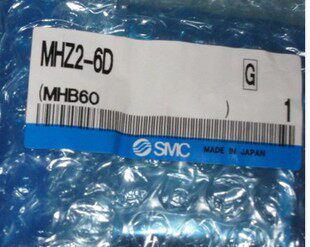 MHZ2-6D
G
(MHB60 ) 1
SMC MADE IN JAPAN